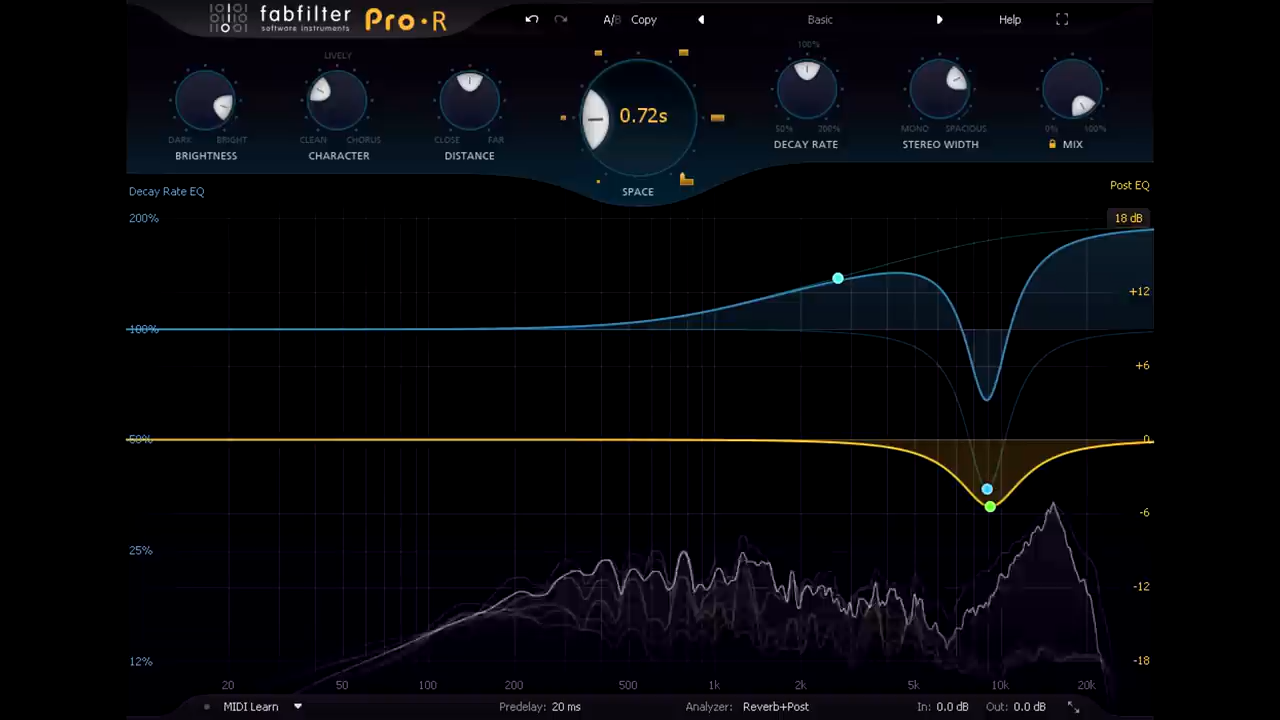 fabfilter
software instruments
Pro·R
A/B Copy
Basic
Help
LIVELY
100%
0.72s
DARK BRIGHT
CLEAN CHORUS
CLOSE FAR
50% 200%
MONO SPACIOUS
0% 100%
BRIGHTNESS
CHARACTER
DISTANCE
DECAY RATE
STEREO WIDTH
MIX
SPACE
Decay Rate EQ
Post EQ
200%
18 dB
+12
100%
+6
50%
0
-6
25%
-12
12%
-18
20 50 100 200 500 1k 2k 5k 10k 20k
MIDI Learn
Predelay: 20 ms
Analyzer: Reverb+Post
In: 0.0 dB
Out: 0.0 dB